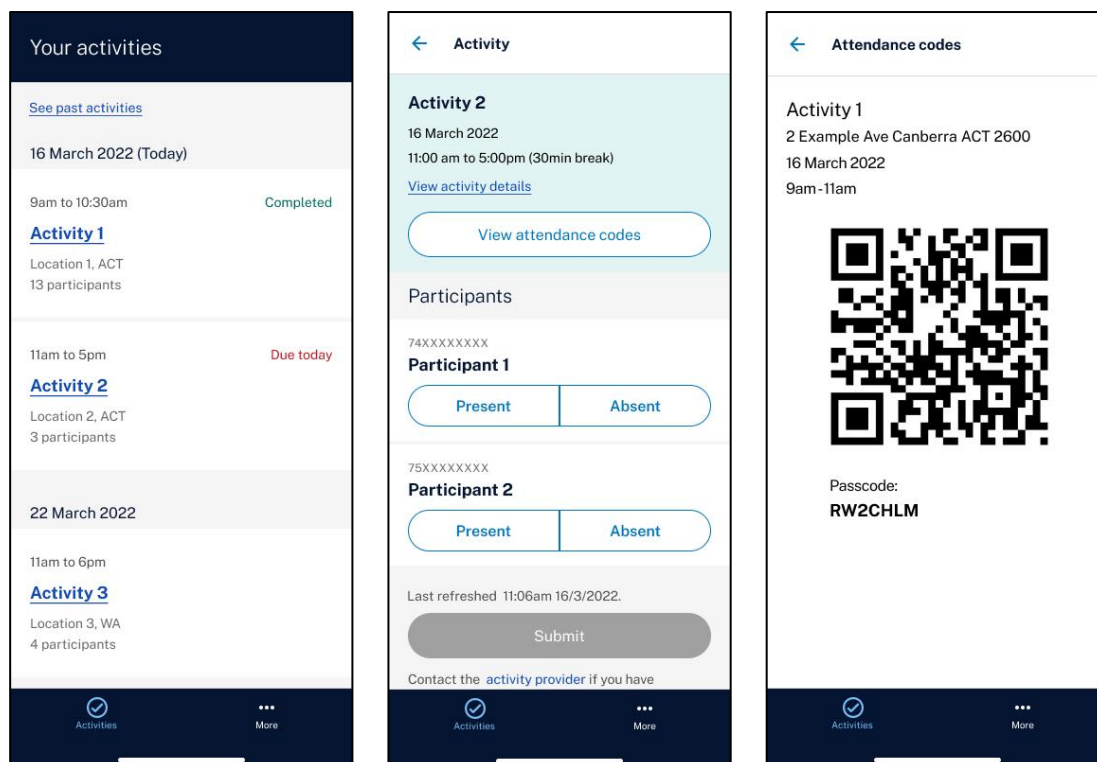 Your activities
See past activities
16 March 2022 (Today)
9am to 10:30am Completed
Activity 1
Location 1, ACT
13 participants
11am to 5pm Due today
Activity 2
Location 2, ACT
3 participants
22 March 2022
11am to 6pm
Activity 3
Location 3, WA
4 participants
Activities More
Activity
Activity 2
16 March 2022
11:00 am to 5:00pm (30min break)
View activity details
View attendance codes
Participants
74XXXXXXXX
Participant 1
Present Absent
75XXXXXXXX
Participant 2
Present Absent
Last refreshed 11:06am 16/3/2022.
Submit
Contact the activity provider if you have
Activities More
Attendance codes
Activity 1
2 Example Ave Canberra ACT 2600
16 March 2022
9am-11am
Passcode:
RW2CHLM
Activities More